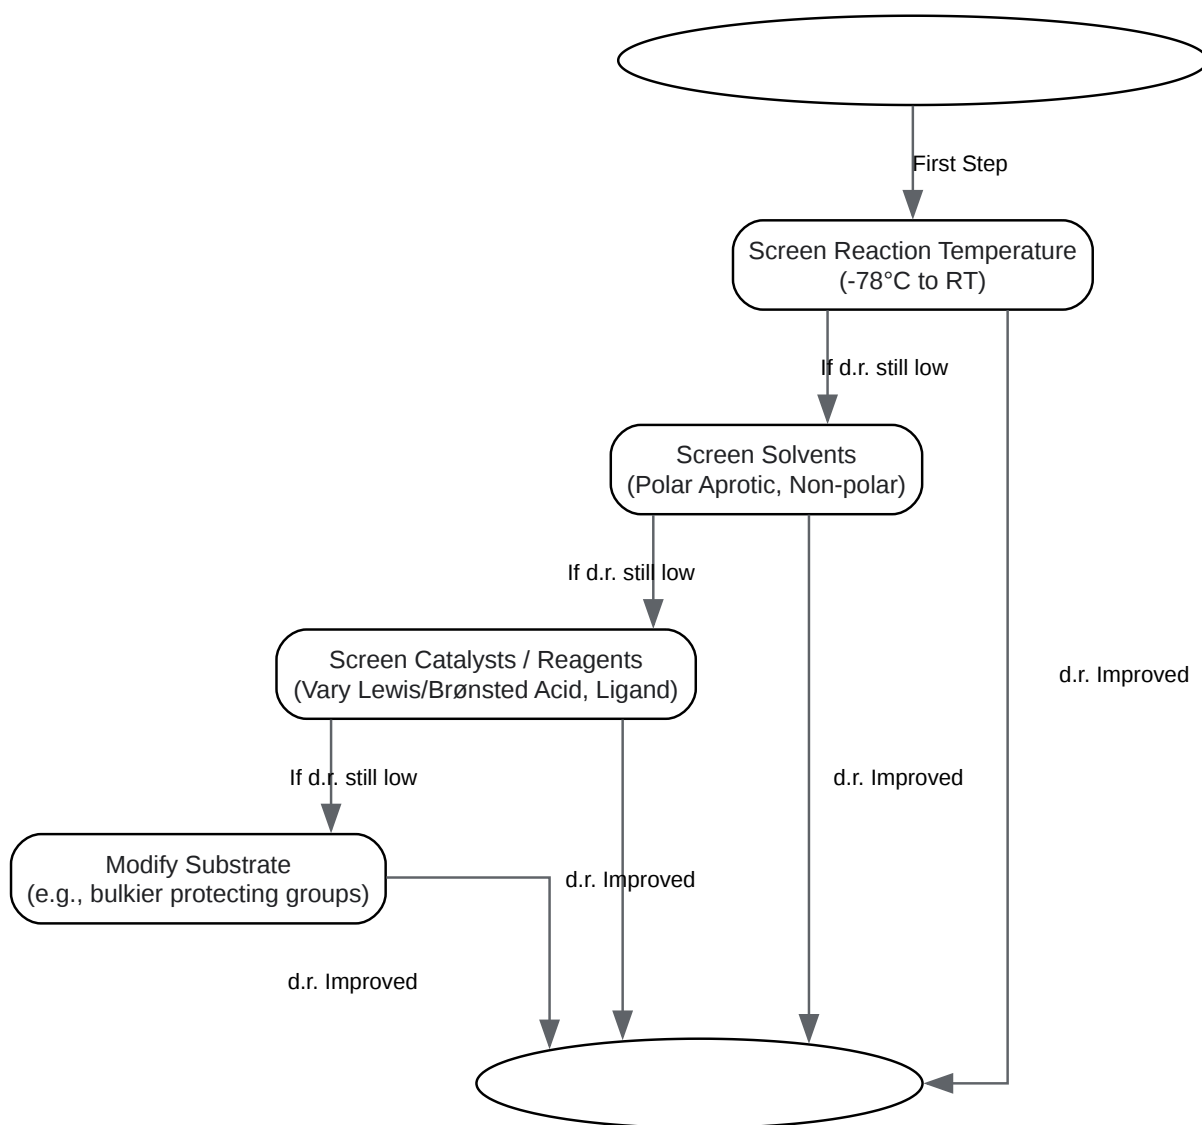 First Step
Screen Reaction Temperature
(-78°C to RT)
If d.r. still low
Screen Solvents
(Polar Aprotic, Non-polar)
If d.r. still low
Screen Catalysts / Reagents
(Vary Lewis/Brønsted Acid, Ligand)
d.r. Improved
If d.r. still low
d.r. Improved
Modify Substrate
(e.g., bulkier protecting groups)
d.r. Improved
d.r. Improved